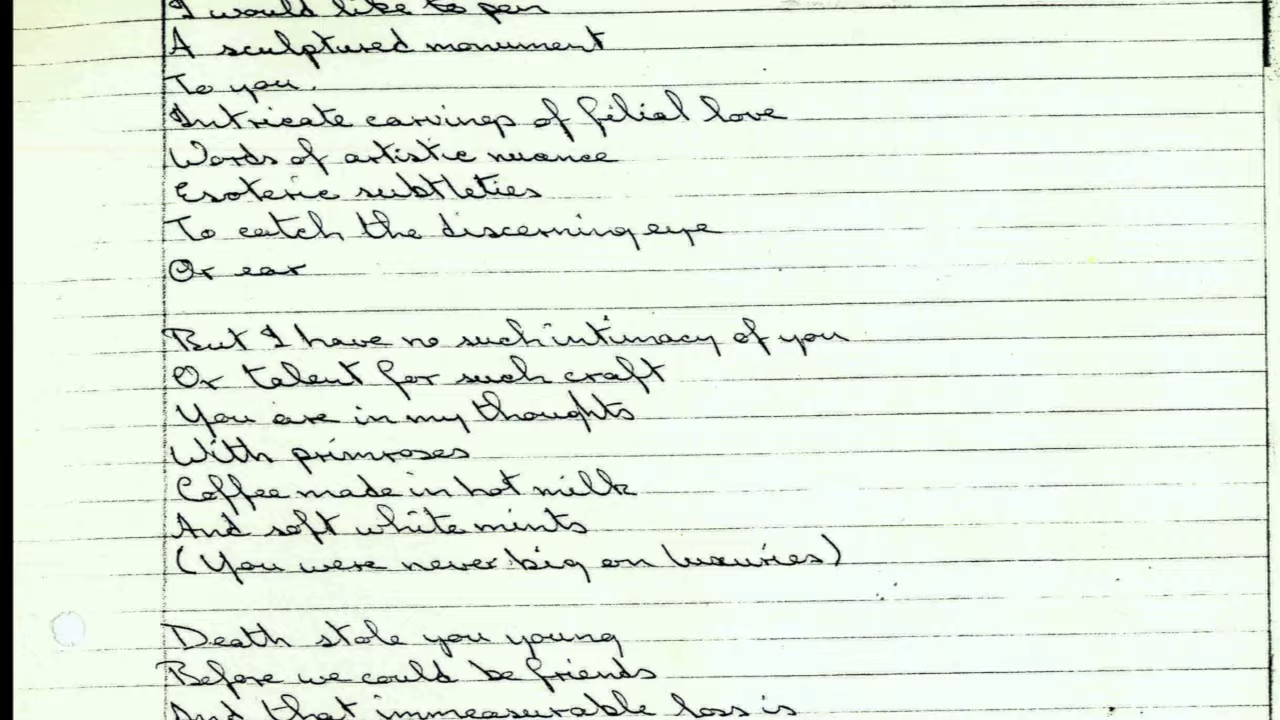 I would like to pen
A sculptured monument
To you.
Intricate carvings of filial love
Words of artistic nuance
Esoteric subtleties
To catch the discerning eye
Or ear
But I have no such intimacy of you
Or talent for such craft
You are in my thoughts
With primroses
Coffee made in hot milk
And soft white mints
(You were never big on luxuries)
Death stole you young
Before we could be friends
And that immeasurable loss is